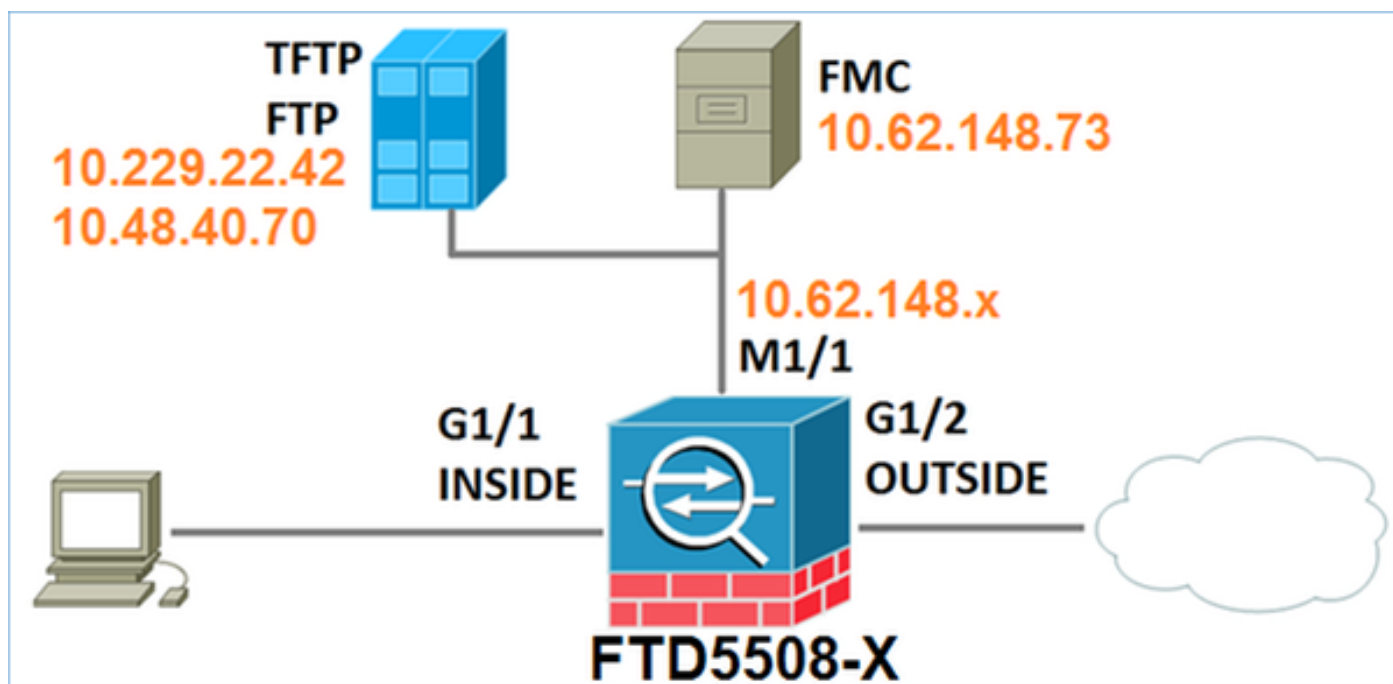 TFTP
FTP
10.229.22.42
10.48.40.70
FMC
10.62.148.73
10.62.148.x
M1/1
G1/1
INSIDE
G1/2
OUTSIDE
FTD5508-X